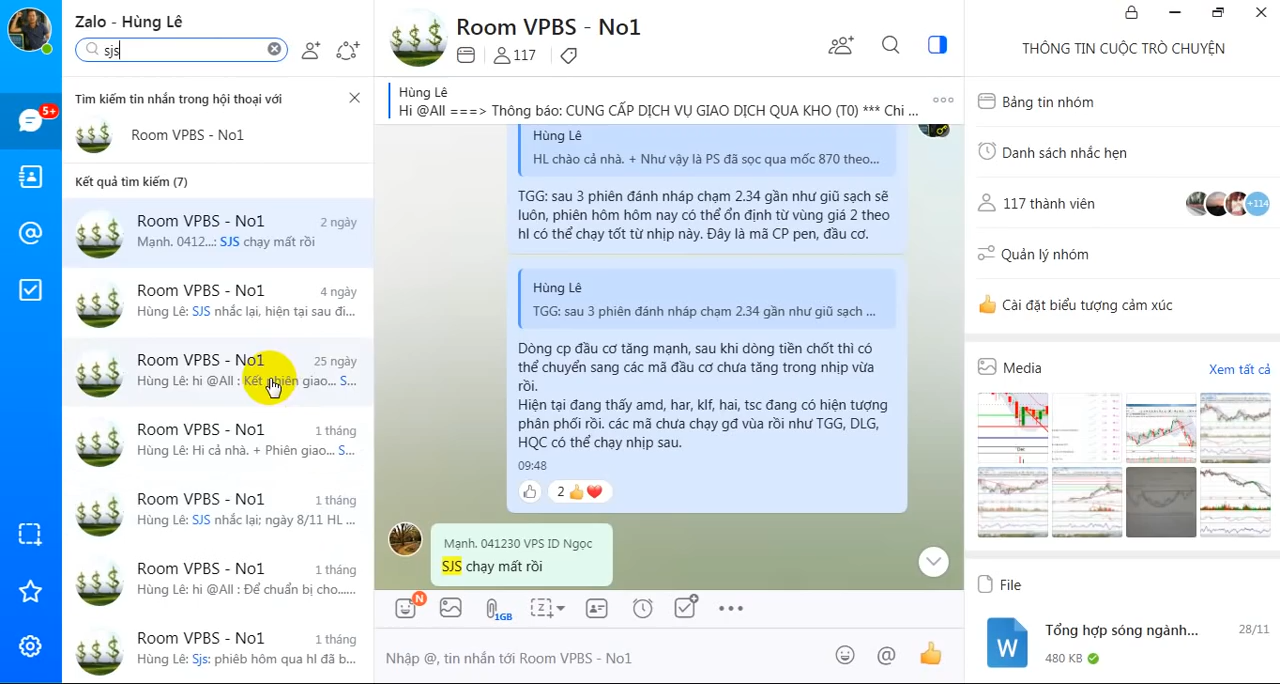 Zalo - Hùng Lê
sjs
5+
Tìm kiếm tin nhắn trong hội thoại với
Room VPBS - No1
Kết quả tìm kiếm (7)
Room VPBS - No1
2 ngày
Mạnh. 0412...: SJS chạy mất rồi
Room VPBS - No1
4 ngày
Hùng Lê: SJS nhắc lại, hiện tại sau đi...
Room VPBS - No1
25 ngày
Hùng Lê: hi @All : Kết phiên giao... S...
Room VPBS - No1
1 tháng
Hùng Lê: Hi cả nhà. + Phiên giao... S...
Room VPBS - No1
1 tháng
Hùng Lê: SJS nhắc lại; ngày 8/11 HL ...
Room VPBS - No1
1 tháng
Hùng Lê: hi @All : Để chuẩn bị cho......
Room VPBS - No1
1 tháng
Hùng Lê: Sjs: phiêb hôm qua hl đã b...
Room VPBS - No1
117
Hùng Lê
Hi @All ===> Thông báo: CUNG CẤP DỊCH VỤ GIAO DỊCH QUA KHO (T0) *** Chi ...
Hùng Lê
HL chào cả nhà. + Như vậy là PS đã sọc qua mốc 870 theo...
TGG: sau 3 phiên đánh nháp chạm 2.34 gần như giũ sạch sẽ
luôn, phiên hôm hôm nay có thể ổn định từ vùng giá 2 theo
hl có thể chạy tốt từ nhịp này. Đây là mã CP pen, đầu cơ.
Hùng Lê
TGG: sau 3 phiên đánh nháp chạm 2.34 gần như giũ sạch ...
Dòng cp đầu cơ tăng mạnh, sau khi dòng tiền chốt thì có
thể chuyển sang các mã đầu cơ chưa tăng trong nhịp vừa
rồi.
Hiện tại đang thấy amd, har, klf, hai, tsc đang có hiện tượng
phân phối rồi. các mã chưa chạy gđ vùa rồi như TGG, DLG,
HQC có thể chạy nhịp sau.
09:48
2
Mạnh. 041230 VPS ID Ngọc
SJS chạy mất rồi
N
1GB
Z
Nhập @, tin nhắn tới Room VPBS - No1
THÔNG TIN CUỘC TRÒ CHUYỆN
Bảng tin nhóm
Danh sách nhắc hẹn
117 thành viên
+114
Quản lý nhóm
Cài đặt biểu tượng cảm xúc
Media
Xem tất cả
File
W
Tổng hợp sóng ngành...
28/11
480 KB